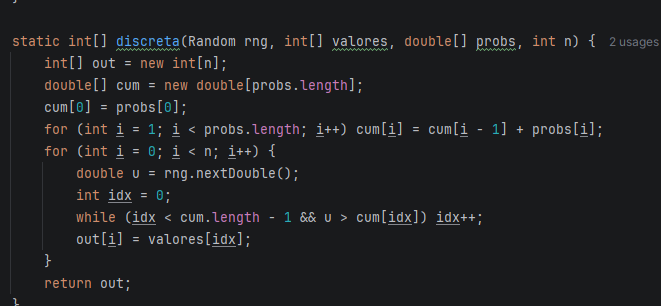 }
static int[] discreta(Random rng, int[] valores, double[] probs, int n) { 2 usages
    int[] out = new int[n];
    double[] cum = new double[probs.length];
    cum[0] = probs[0];
    for (int i = 1; i < probs.length; i++) cum[i] = cum[i - 1] + probs[i];
    for (int i = 0; i < n; i++) {
        double u = rng.nextDouble();
        int idx = 0;
        while (idx < cum.length - 1 && u > cum[idx]) idx++;
        out[i] = valores[idx];
    }
    return out;
}